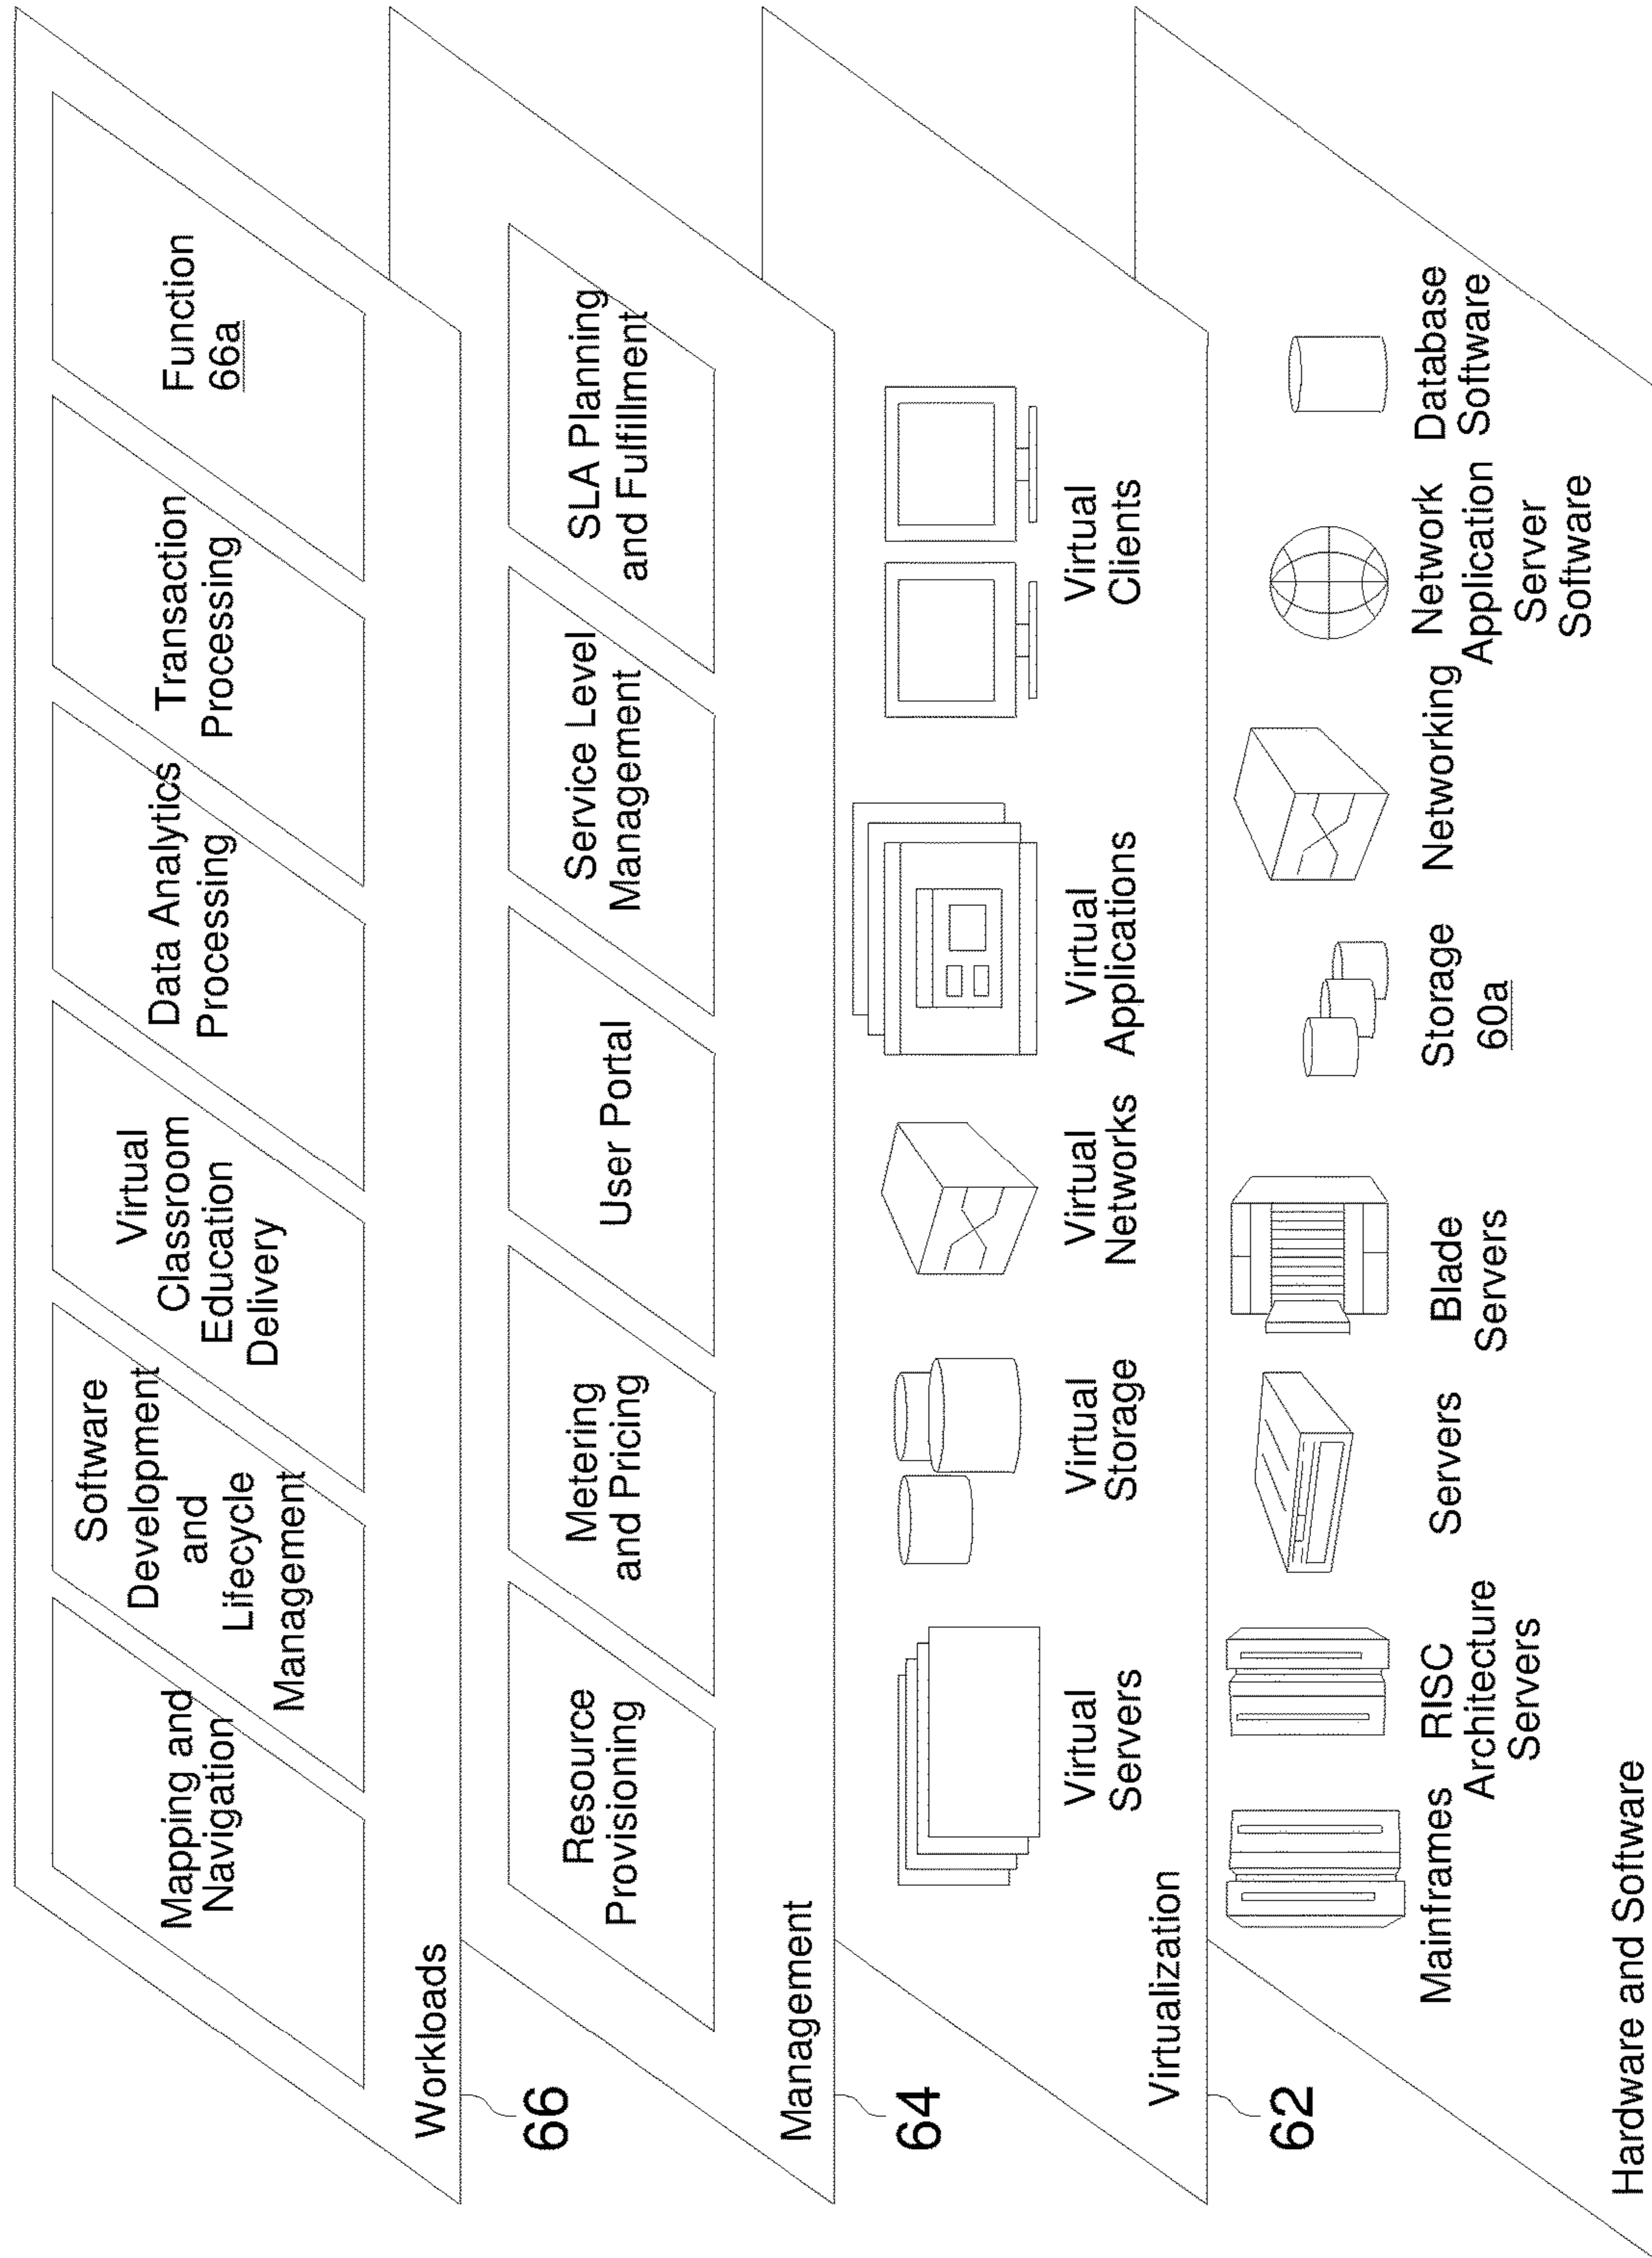 Mapping and
Navigation
Software
Development
and
Lifecycle
Management
Virtual
Classroom
Education
Delivery
Data Analytics
Processing
Transaction
Processing
Function
66a
Workloads
66
Resource
Provisioning
Metering
and Pricing
User Portal
Service Level
Management
SLA Planning
and Fulfillment
Management
64
Virtual
Servers
Virtual
Storage
Virtual
Networks
Virtual
Applications
Virtual
Clients
Virtualization
62
Mainframes
RISC
Architecture
Servers
Servers
Blade
Servers
Storage
60a
Networking
Network
Application
Server
Software
Database
Software
Hardware and Software